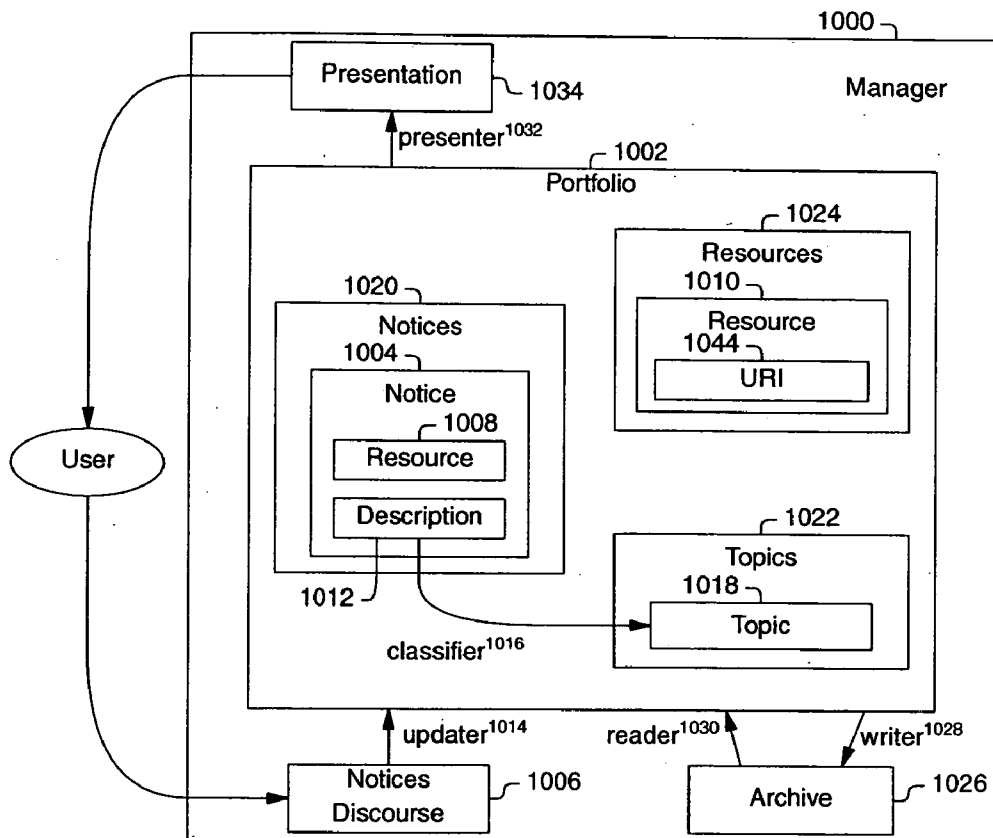 1000
Presentation
1034
Manager
presenter1032
1002
Portfolio
1024
Resources
1020
1010
Notices
Resource
1004
1044
Notice
URI
1008
Resource
User
Description
1022
Topics
1012
1018
Topic
classifier1016
updater1014
reader1030
writer1028
Notices
Discourse
1006
Archive
1026